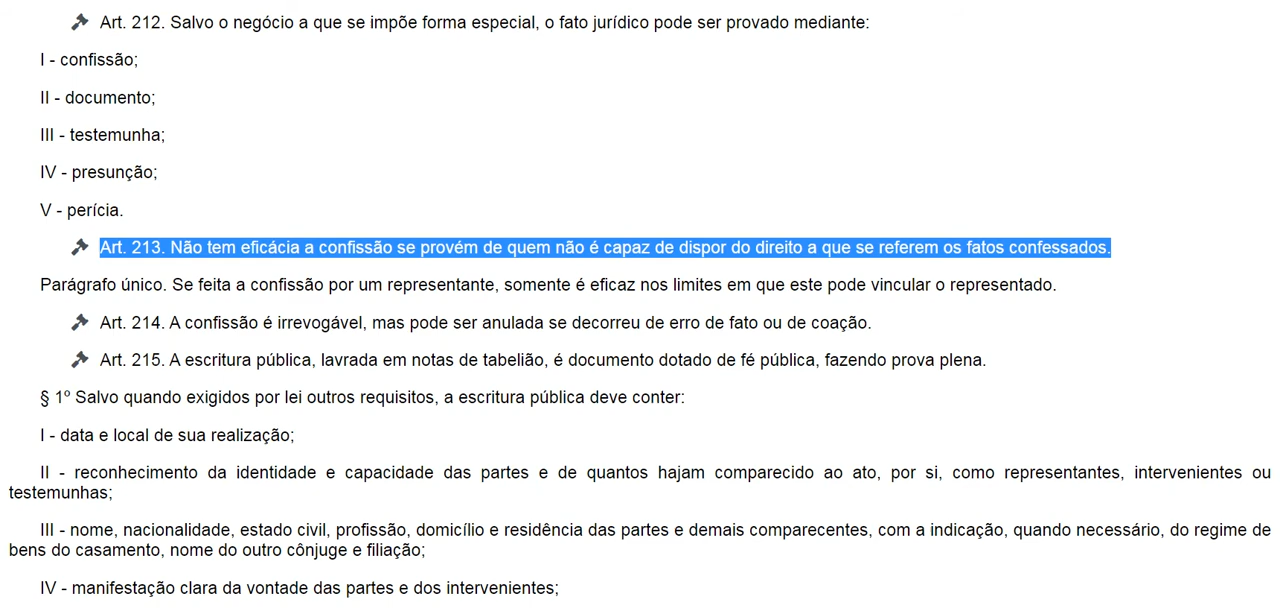 Art. 212. Salvo o negócio a que se impõe forma especial, o fato jurídico pode ser provado mediante:
I - confissão;
II - documento;
III - testemunha;
IV - presunção;
V - perícia.
Art. 213. Não tem eficácia a confissão se provém de quem não é capaz de dispor do direito a que se referem os fatos confessados.
Parágrafo único. Se feita a confissão por um representante, somente é eficaz nos limites em que este pode vincular o representado.
Art. 214. A confissão é irrevogável, mas pode ser anulada se decorreu de erro de fato ou de coação.
Art. 215. A escritura pública, lavrada em notas de tabelião, é documento dotado de fé pública, fazendo prova plena.
§ 1º Salvo quando exigidos por lei outros requisitos, a escritura pública deve conter:
I - data e local de sua realização;
II - reconhecimento da identidade e capacidade das partes e de quantos hajam comparecido ao ato, por si, como representantes, intervenientes ou
testemunhas;
III - nome, nacionalidade, estado civil, profissão, domicílio e residência das partes e demais comparecentes, com a indicação, quando necessário, do regime de
bens do casamento, nome do outro cônjuge e filiação;
IV - manifestação clara da vontade das partes e dos intervenientes;